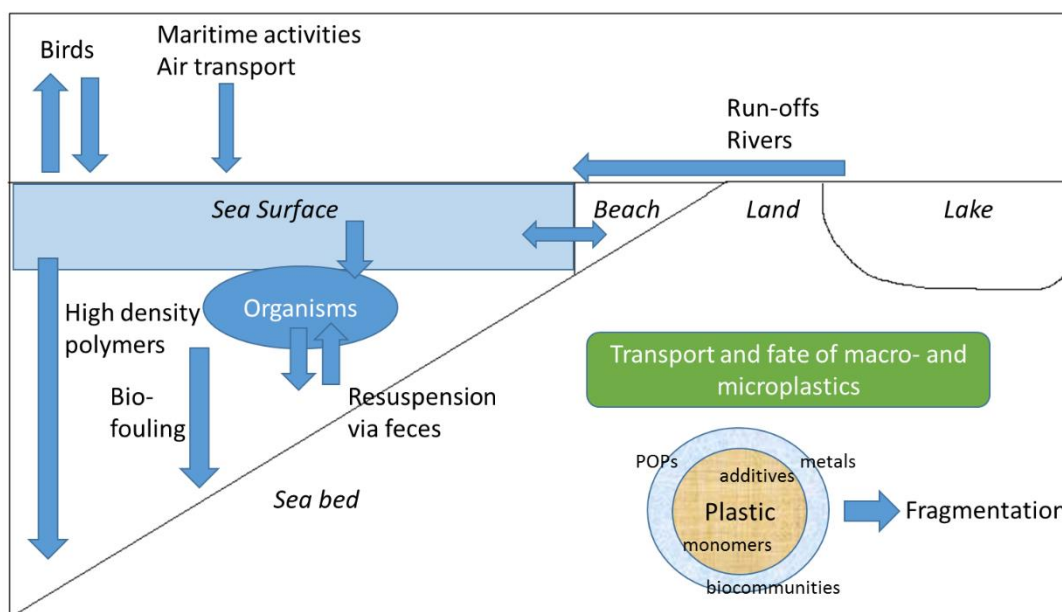 Birds
Maritime activities
Air transport
Run-offs
Rivers
Sea Surface
Beach
Land
Lake
Organisms
High density
polymers
Bio-
fouling
Resuspension
via feces
Sea bed
Transport and fate of macro- and
microplastics
POPs
metals
additives
Plastic
monomers
biocommunities
Fragmentation